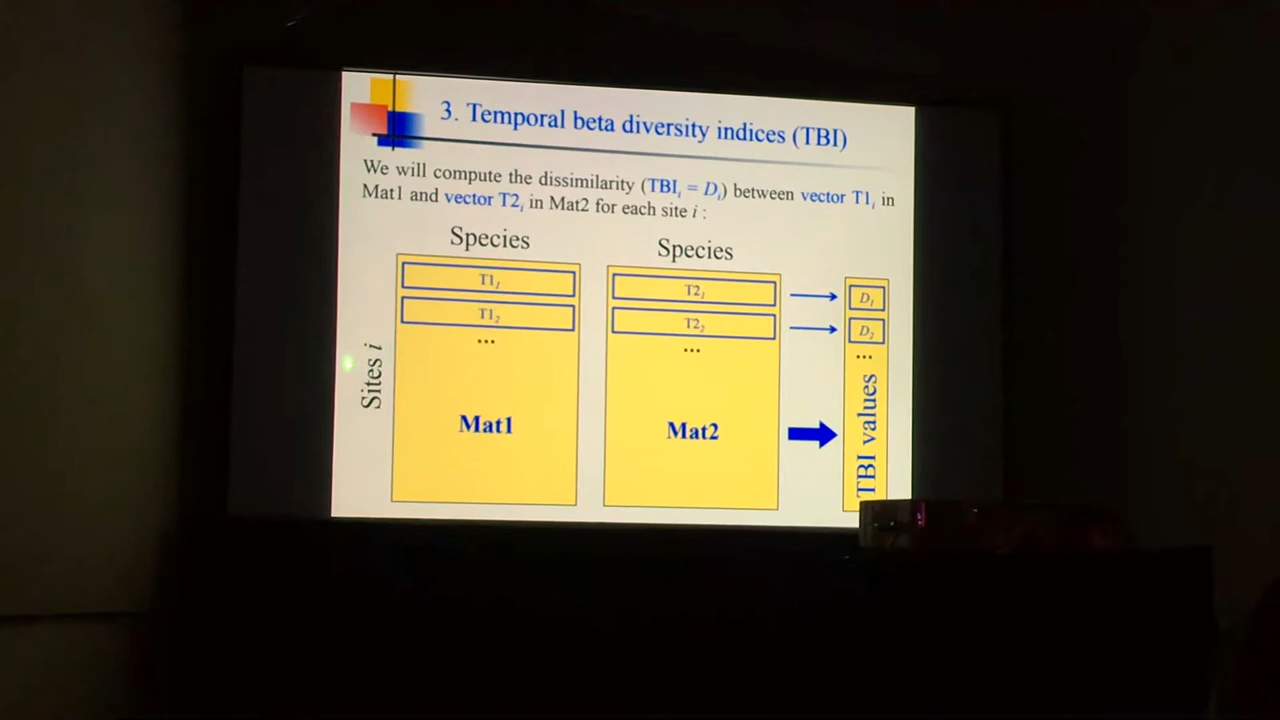 3. Temporal beta diversity indices (TBI)
We will compute the dissimilarity (TBIi = Di) between vector T1i in
Mat1 and vector T2i in Mat2 for each site i :
Species
Species
T11
T21
D1
T12
T22
D2
...
...
...
Sites i
Mat1
Mat2
TBI values